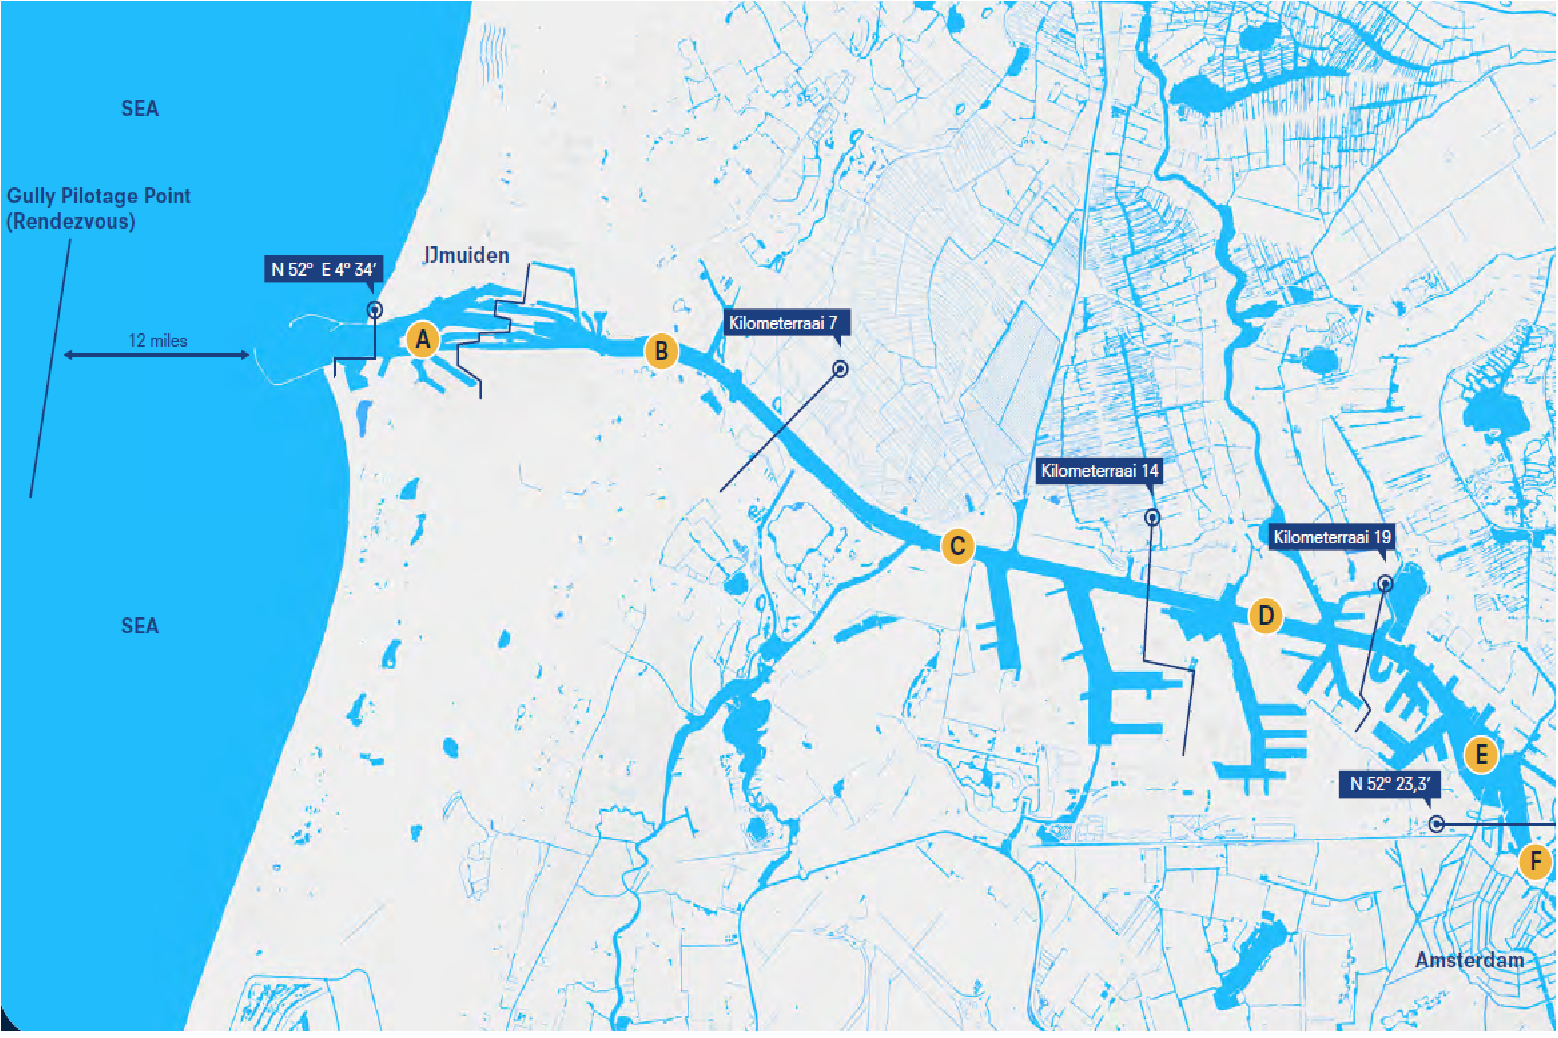 SEA
Gully Pilotage Point
(Rendezvous)
N 52° E 4° 34′
IJmuiden
12 miles
A
B
Kilometerraai 7
Kilometerraai 14
C
Kilometerraai 19
D
SEA
E
N 52° 23,3′
F
Amsterdam